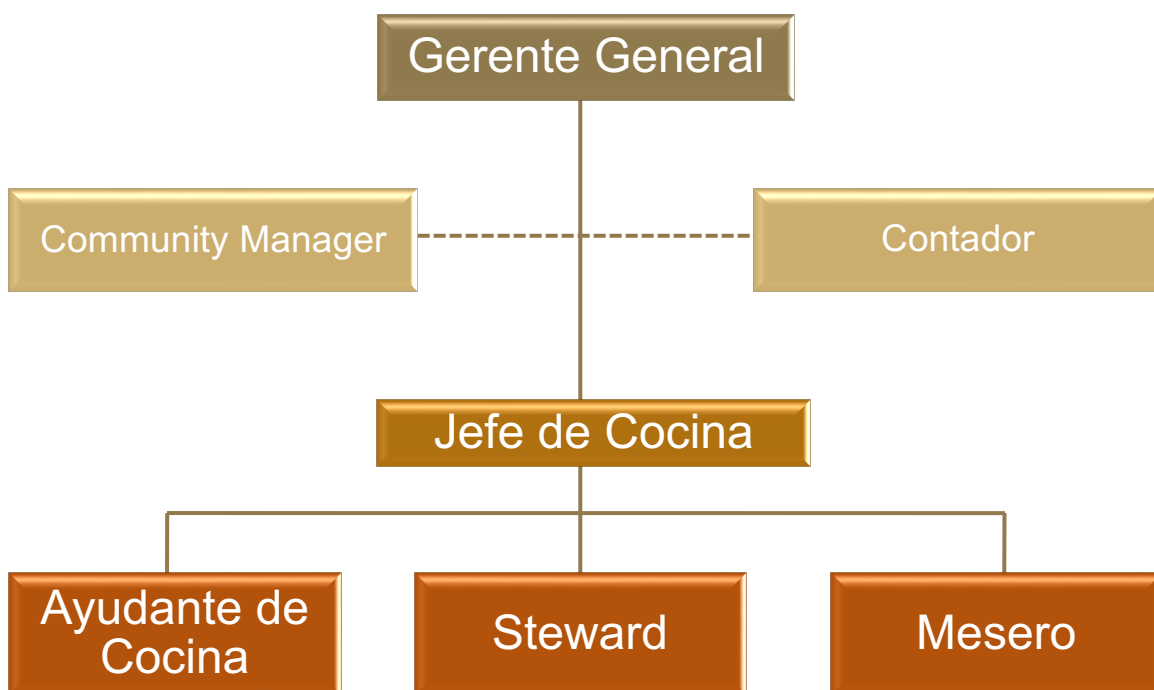 Gerente General
Community Manager
Contador
Jefe de Cocina
Ayudante de
Cocina
Steward
Mesero